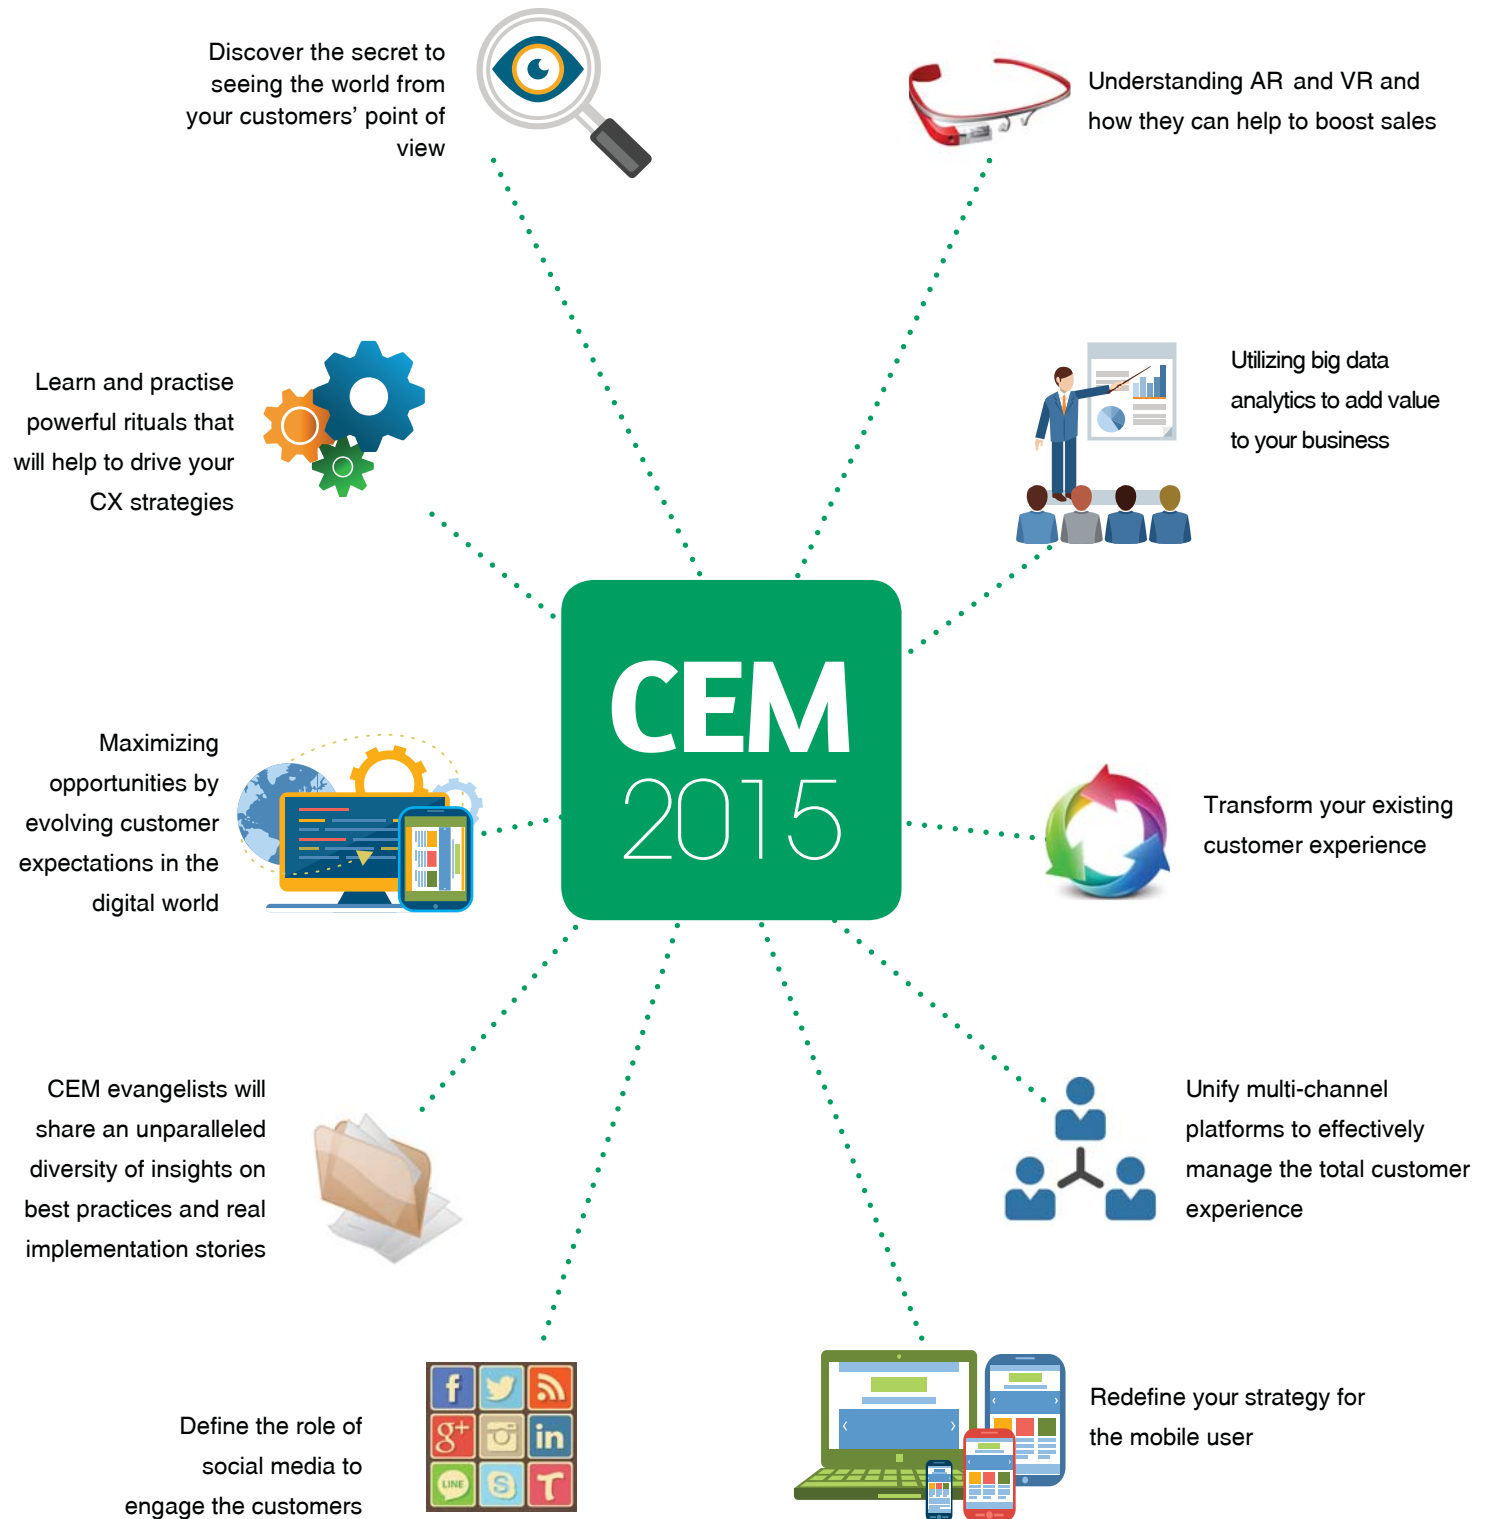 Discover the secret to
seeing the world from
your customers’ point of
view
Understanding AR and VR and
how they can help to boost sales
Learn and practise
powerful rituals that
will help to drive your
CX strategies
Utilizing big data
analytics to add value
to your business
CEM
2015
Maximizing
opportunities by
evolving customer
expectations in the
digital world
Transform your existing
customer experience
CEM evangelists will
share an unparalleled
diversity of insights on
best practices and real
implementation stories
Unify multi-channel
platforms to effectively
manage the total customer
experience
Define the role of
social media to
engage the customers
f
g+
in
LINE
S
T
Redefine your strategy for
the mobile user